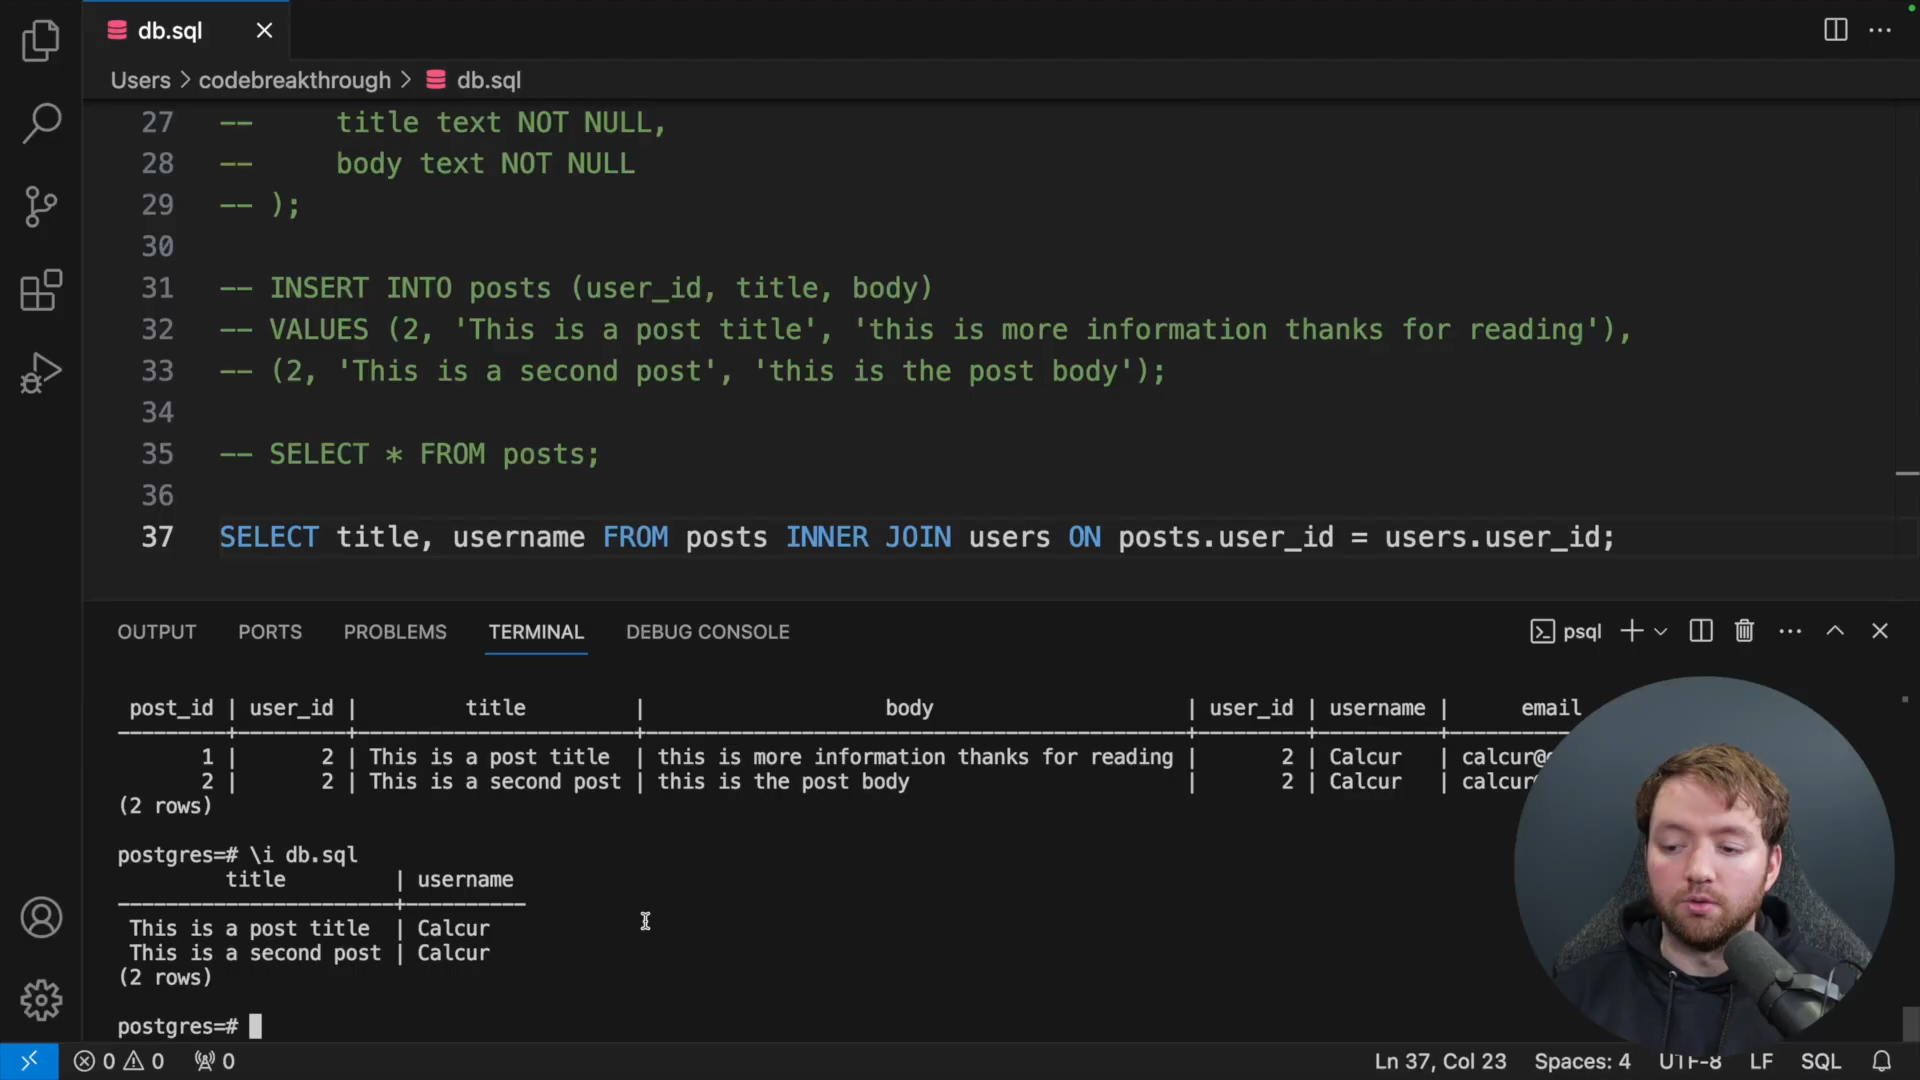 db.sql
Users > codebreakthrough > db.sql
27 -- title text NOT NULL,
28 -- body text NOT NULL
29 -- );
30
31 -- INSERT INTO posts (user_id, title, body)
32 -- VALUES (2, 'This is a post title', 'this is more information thanks for reading'),
33 -- (2, 'This is a second post', 'this is the post body');
34
35 -- SELECT * FROM posts;
36
37 SELECT title, username FROM posts INNER JOIN users ON posts.user_id = users.user_id;
OUTPUT PORTS PROBLEMS TERMINAL DEBUG CONSOLE psql
post_id | user_id | title | body | user_id | username | email
1 | 2 | This is a post title | this is more information thanks for reading | 2 | Calcur | calcur@
2 | 2 | This is a second post | this is the post body | 2 | Calcur | calcur
(2 rows)
postgres=# \i db.sql
title | username
This is a post title | Calcur
This is a second post | Calcur
(2 rows)
postgres=#
0 0 0 Ln 37, Col 23 Spaces: 4 UTF-8 LF SQL